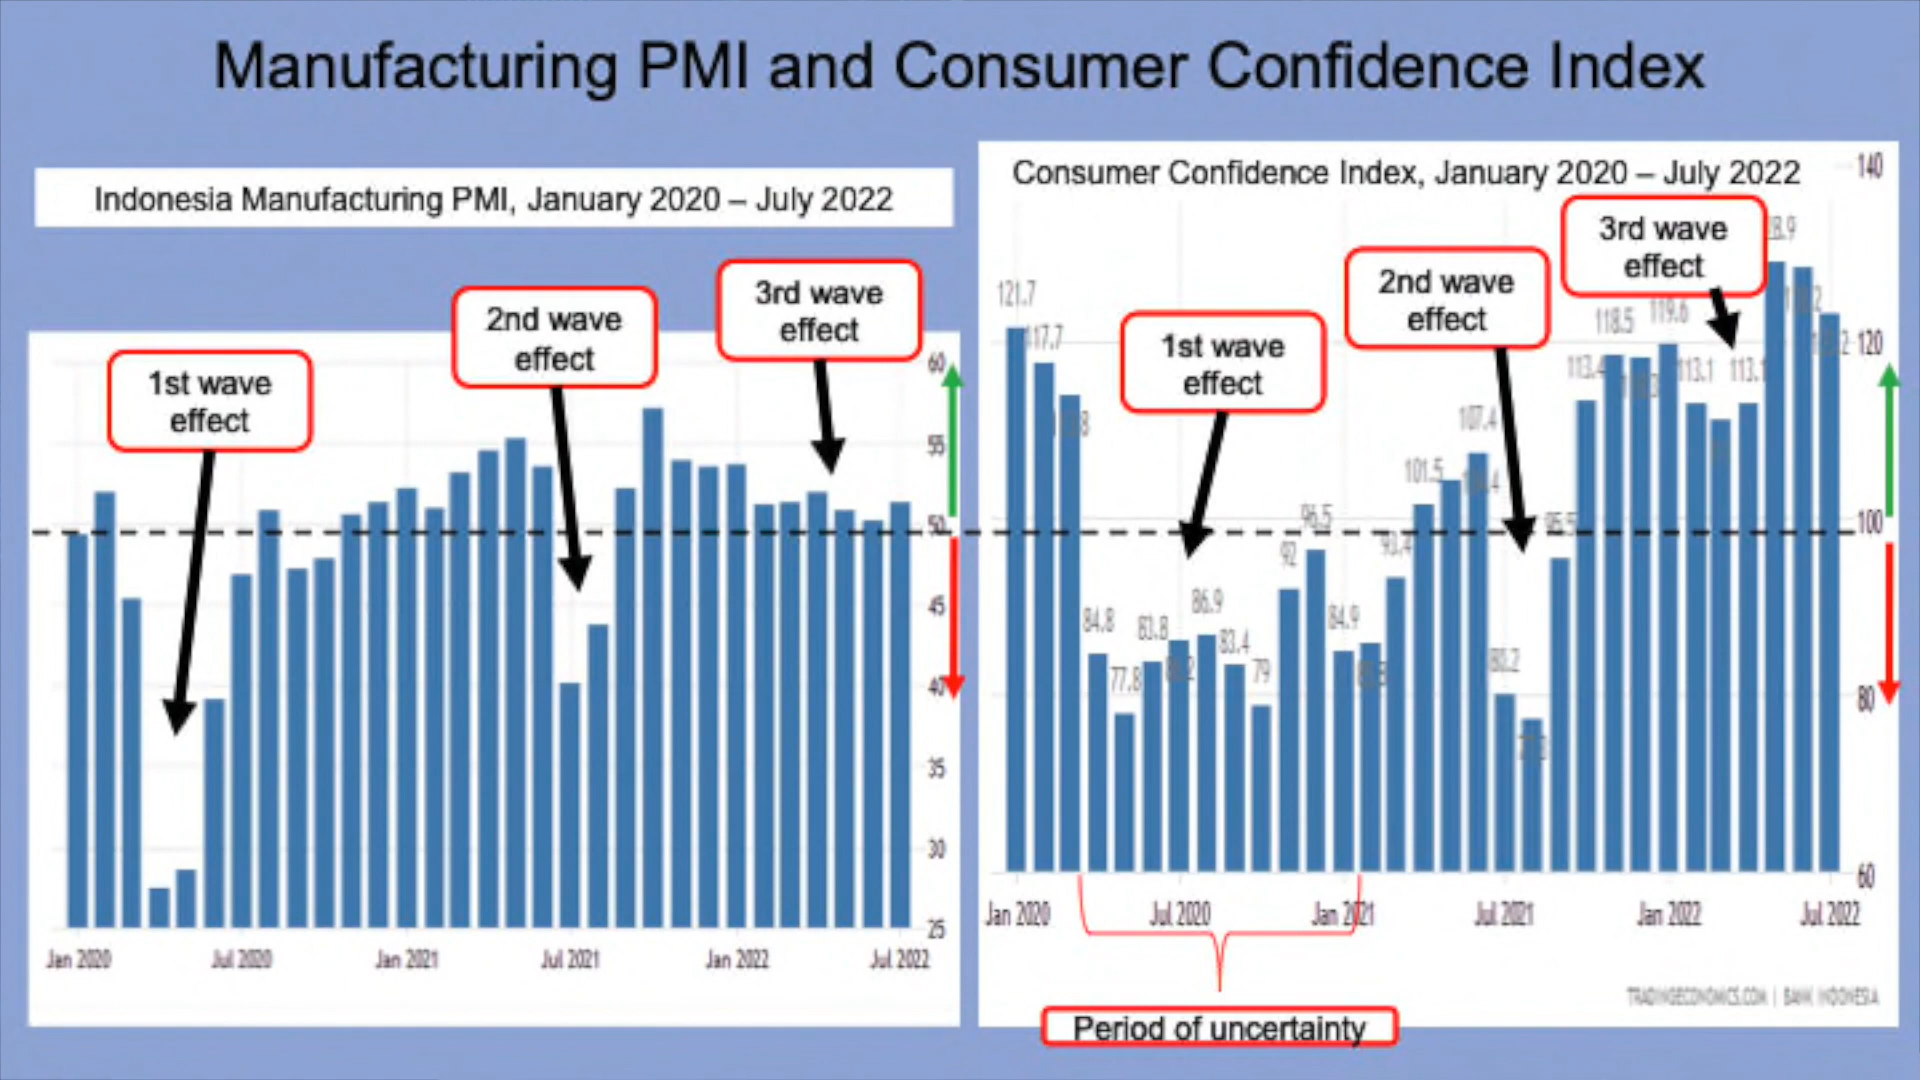 Manufacturing PMI and Consumer Confidence Index
Indonesia Manufacturing PMI, January 2020 – July 2022
1st wave
effect
2nd wave
effect
3rd wave
effect
60
55
50
45
40
35
30
25
Jan 2020
Jul 2020
Jan 2021
Jul 2021
Jan 2022
Jul 2022
Consumer Confidence Index, January 2020 – July 2022
1st wave
effect
2nd wave
effect
3rd wave
effect
121.7
117.7
84.8
77.8
83.8
86.9
83.4
79
92
96.5
84.9
93.4
101.5
107.4
80.2
95.5
113.4
118.5
119.6
113.1
113.1
140
120
100
80
60
Jan 2020
Jul 2020
Jan 2021
Jul 2021
Jan 2022
Jul 2022
TRADINGECONOMICS.COM | BANK INDONESIA
Period of uncertainty